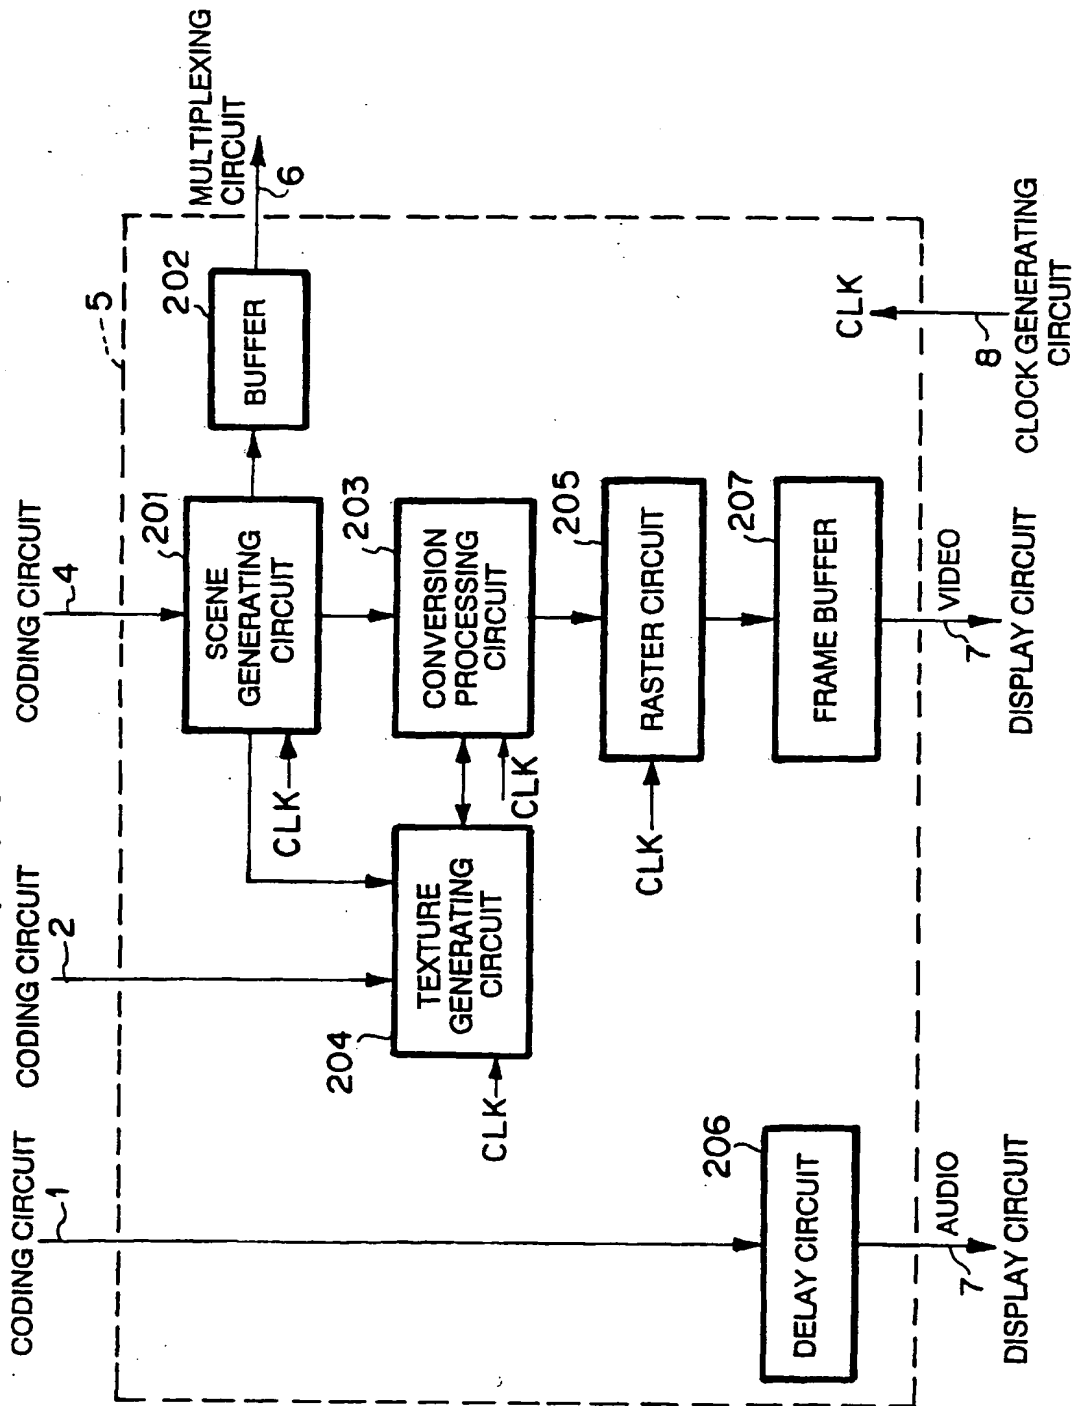 CODING CIRCUIT
1
CODING CIRCUIT
2
CODING CIRCUIT
4
5
MULTIPLEXING
CIRCUIT
6
201
SCENE
GENERATING
CIRCUIT
CLK
202
BUFFER
203
CONVERSION
PROCESSING
CIRCUIT
CLK
204
TEXTURE
GENERATING
CIRCUIT
CLK
205
RASTER CIRCUIT
CLK
206
DELAY CIRCUIT
207
FRAME BUFFER
CLK
7
AUDIO
DISPLAY CIRCUIT
7
VIDEO
DISPLAY CIRCUIT
8
CLOCK GENERATING
CIRCUIT